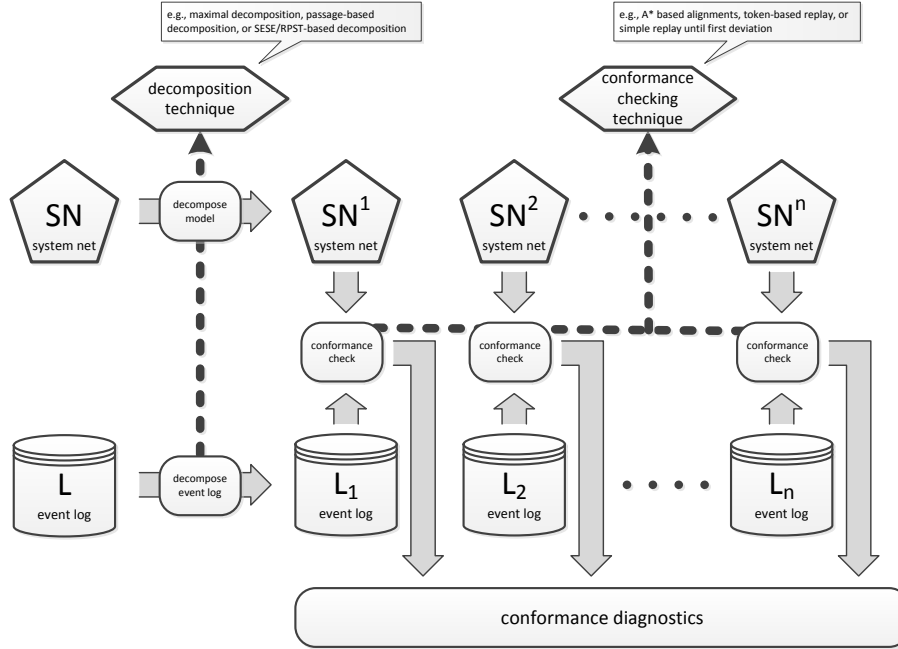 e.g., maximal decomposition, passage-based
decomposition, or SESE/RPST-based decomposition
e.g., A* based alignments, token-based replay, or
simple replay until first deviation
decomposition
technique
conformance
checking
technique
SN
system net
decompose
model
SN¹
system net
SN²
system net
SNⁿ
system net
conformance
check
conformance
check
conformance
check
L
event log
decompose
event log
L₁
event log
L₂
event log
Lₙ
event log
conformance diagnostics